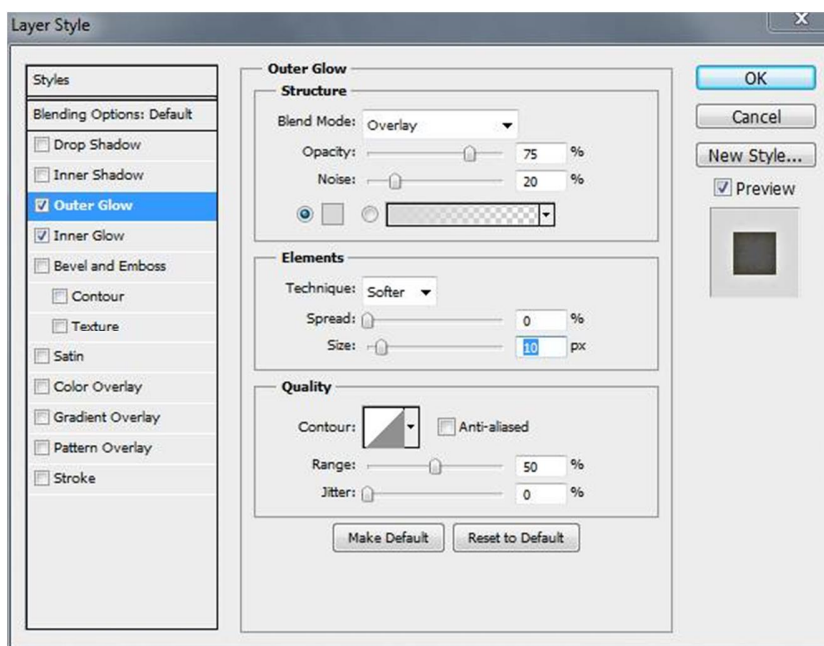 Layer Style
X
Styles
Blending Options: Default
Drop Shadow
Inner Shadow
Outer Glow
Inner Glow
Bevel and Emboss
Contour
Texture
Satin
Color Overlay
Gradient Overlay
Pattern Overlay
Stroke
Outer Glow
Structure
Blend Mode: Overlay
Opacity: 75 %
Noise: 20 %
Elements
Technique: Softer
Spread: 0 %
Size: 10 px
Quality
Contour: Anti-aliased
Range: 50 %
Jitter: 0 %
Make Default Reset to Default
OK
Cancel
New Style...
Preview